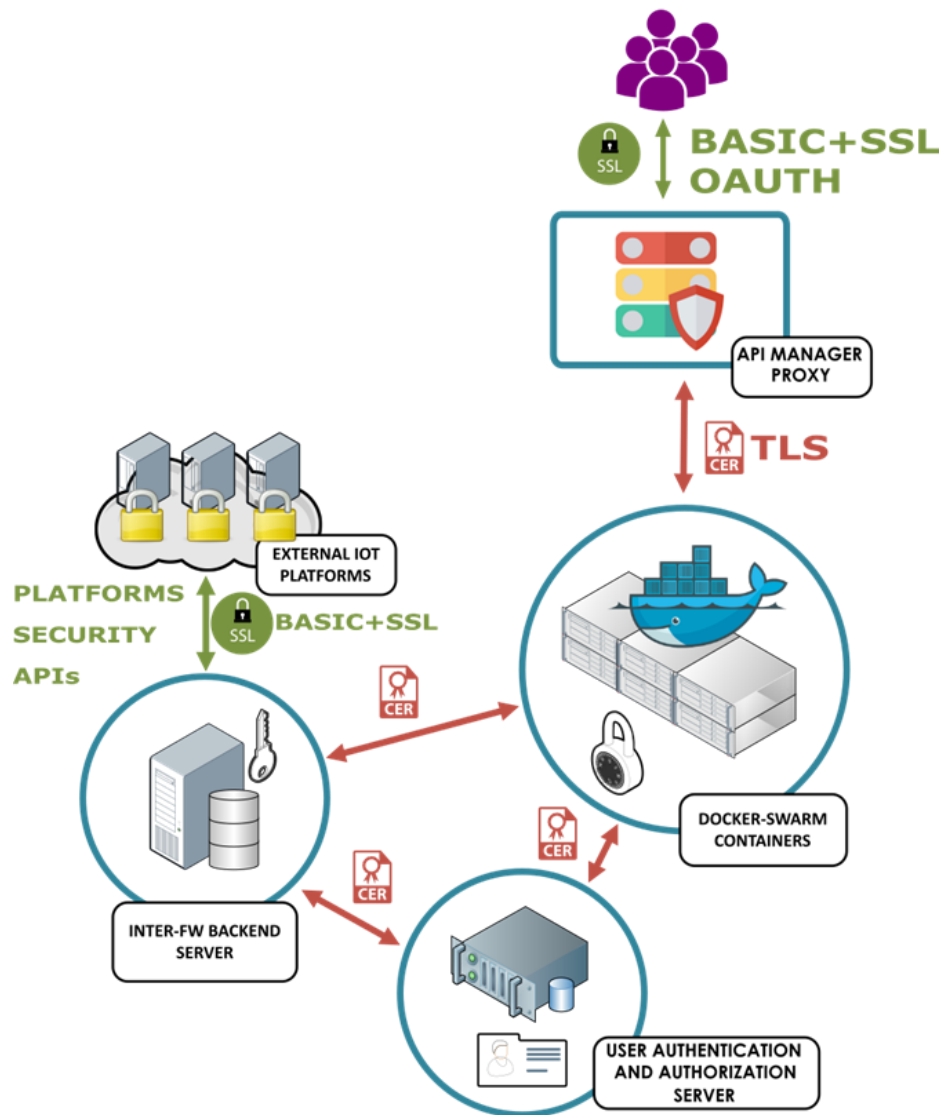 SSL
BASIC+SSL
OAUTH
API MANAGER
PROXY
CER
TLS
EXTERNAL IOT
PLATFORMS
PLATFORMS
SECURITY
APIs
SSL
BASIC+SSL
CER
DOCKER-SWARM
CONTAINERS
CER
CER
INTER-FW BACKEND
SERVER
USER AUTHENTICATION
AND AUTHORIZATION
SERVER